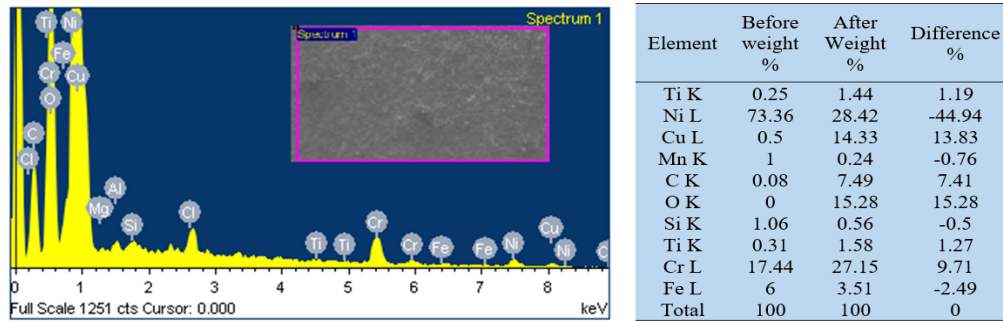 Spectrum 1
Spectrum 1
Ti Ni
Fe
Cr Cu
O
C
Cl
Al
Mg Si Cl Ti Ti Cr Cr Fe Fe Ni Cu Ni C
0 1 2 3 4 5 6 7 8
Full Scale 1251 cts Cursor: 0.000 keV
Element Before weight % After Weight % Difference %
Ti K 0.25 1.44 1.19
Ni L 73.36 28.42 -44.94
Cu L 0.5 14.33 13.83
Mn K 1 0.24 -0.76
C K 0.08 7.49 7.41
O K 0 15.28 15.28
Si K 1.06 0.56 -0.5
Ti K 0.31 1.58 1.27
Cr L 17.44 27.15 9.71
Fe L 6 3.51 -2.49
Total 100 100 0